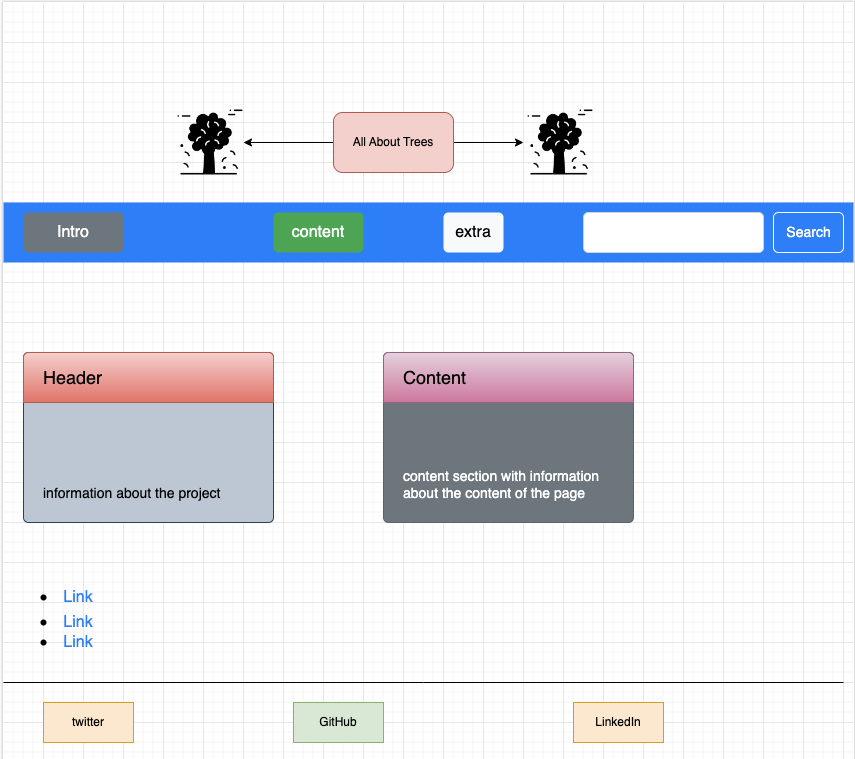 All About Trees
Intro
content
extra
Search
Header
Content
information about the project
content section with information
about the content of the page
Link
Link
Link
twitter
GitHub
LinkedIn